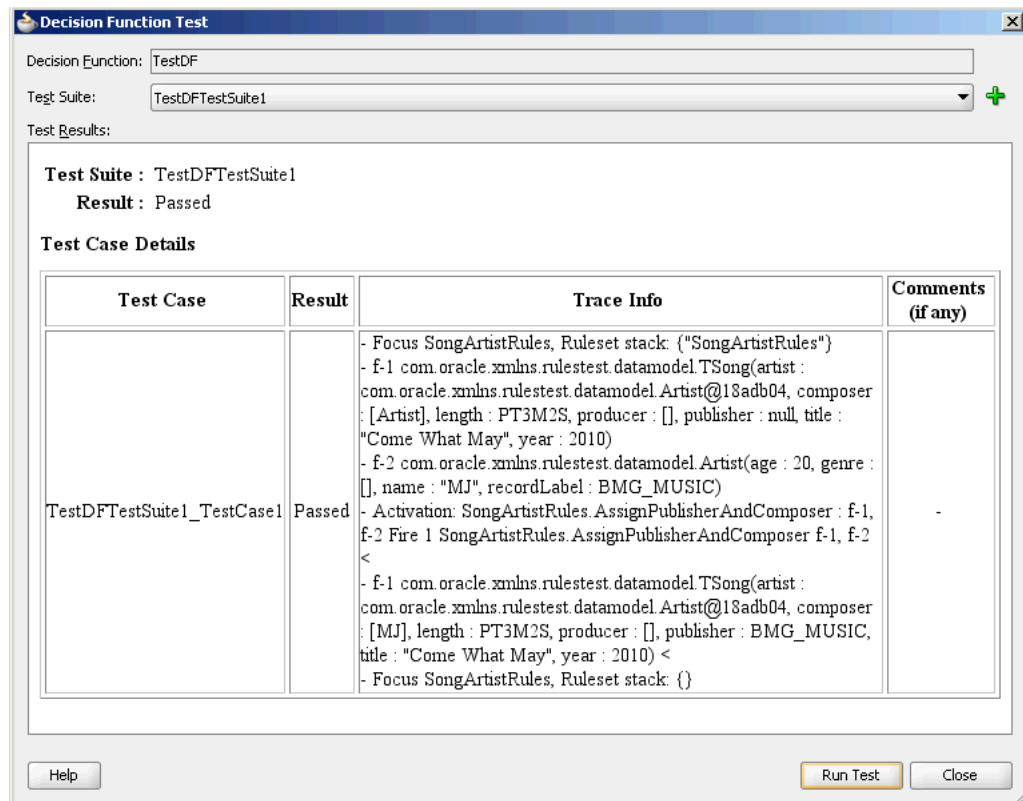 Decision Function Test
Decision Function: TestDF
Test Suite: TestDFTestSuite1
Test Results:
Test Suite : TestDFTestSuite1
Result : Passed
Test Case Details
Test Case Result Trace Info Comments (if any)
- Focus SongArtistRules, Ruleset stack: {"SongArtistRules"}
- f-1 com.oracle.xmlns.rulestest.datamodel.TSong(artist :
com.oracle.xmlns.rulestest.datamodel.Artist@18adb04, composer
: [Artist], length : PT3M2S, producer : [], publisher : null, title :
"Come What May", year : 2010)
- f-2 com.oracle.xmlns.rulestest.datamodel.Artist(age : 20, genre :
[], name : "MJ", recordLabel : BMG_MUSIC)
TestDFTestSuite1_TestCase1 Passed - Activation: SongArtistRules.AssignPublisherAndComposer : f-1, -
f-2 Fire 1 SongArtistRules.AssignPublisherAndComposer f-1, f-2
<
- f-1 com.oracle.xmlns.rulestest.datamodel.TSong(artist :
com.oracle.xmlns.rulestest.datamodel.Artist@18adb04, composer
: [MJ], length : PT3M2S, producer : [], publisher : BMG_MUSIC,
title : "Come What May", year : 2010) <
- Focus SongArtistRules, Ruleset stack: {}
Help Run Test Close